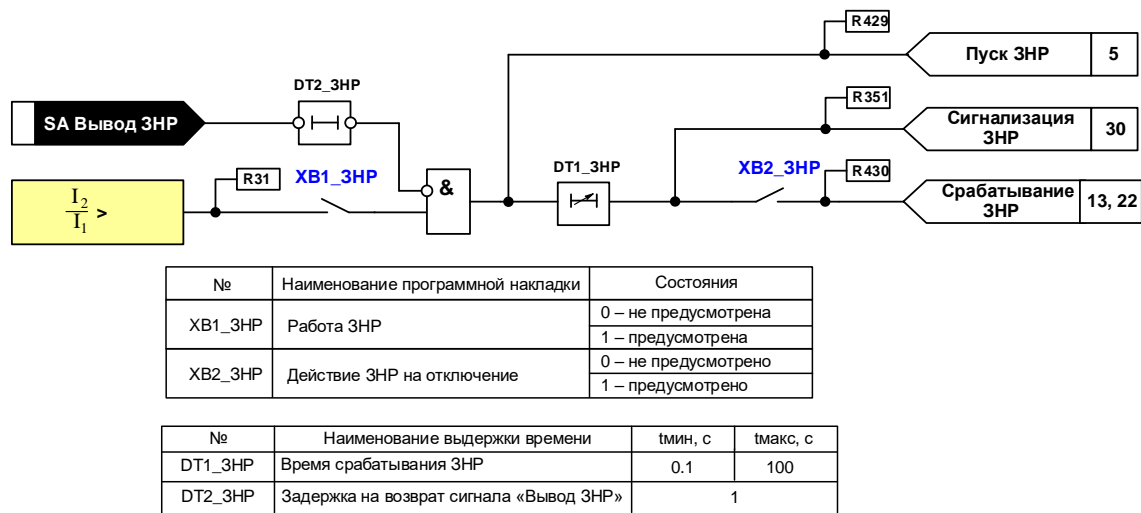 R429
Пуск ЗНР 5
DT2_ЗНР
R351
SA Вывод ЗНР
Сигнализация
ЗНР 30
R31
XB1_ЗНР
&
DT1_ЗНР
XB2_ЗНР
R430
I2
I1 >
Срабатывание
ЗНР 13, 22
№ Наименование программной накладки Состояния
XB1_ЗНР Работа ЗНР 0 – не предусмотрена
1 – предусмотрена
XB2_ЗНР Действие ЗНР на отключение 0 – не предусмотрено
1 – предусмотрено
№ Наименование выдержки времени tмин, с tмакс, с
DT1_ЗНР Время срабатывания ЗНР 0.1 100
DT2_ЗНР Задержка на возврат сигнала «Вывод ЗНР» 1